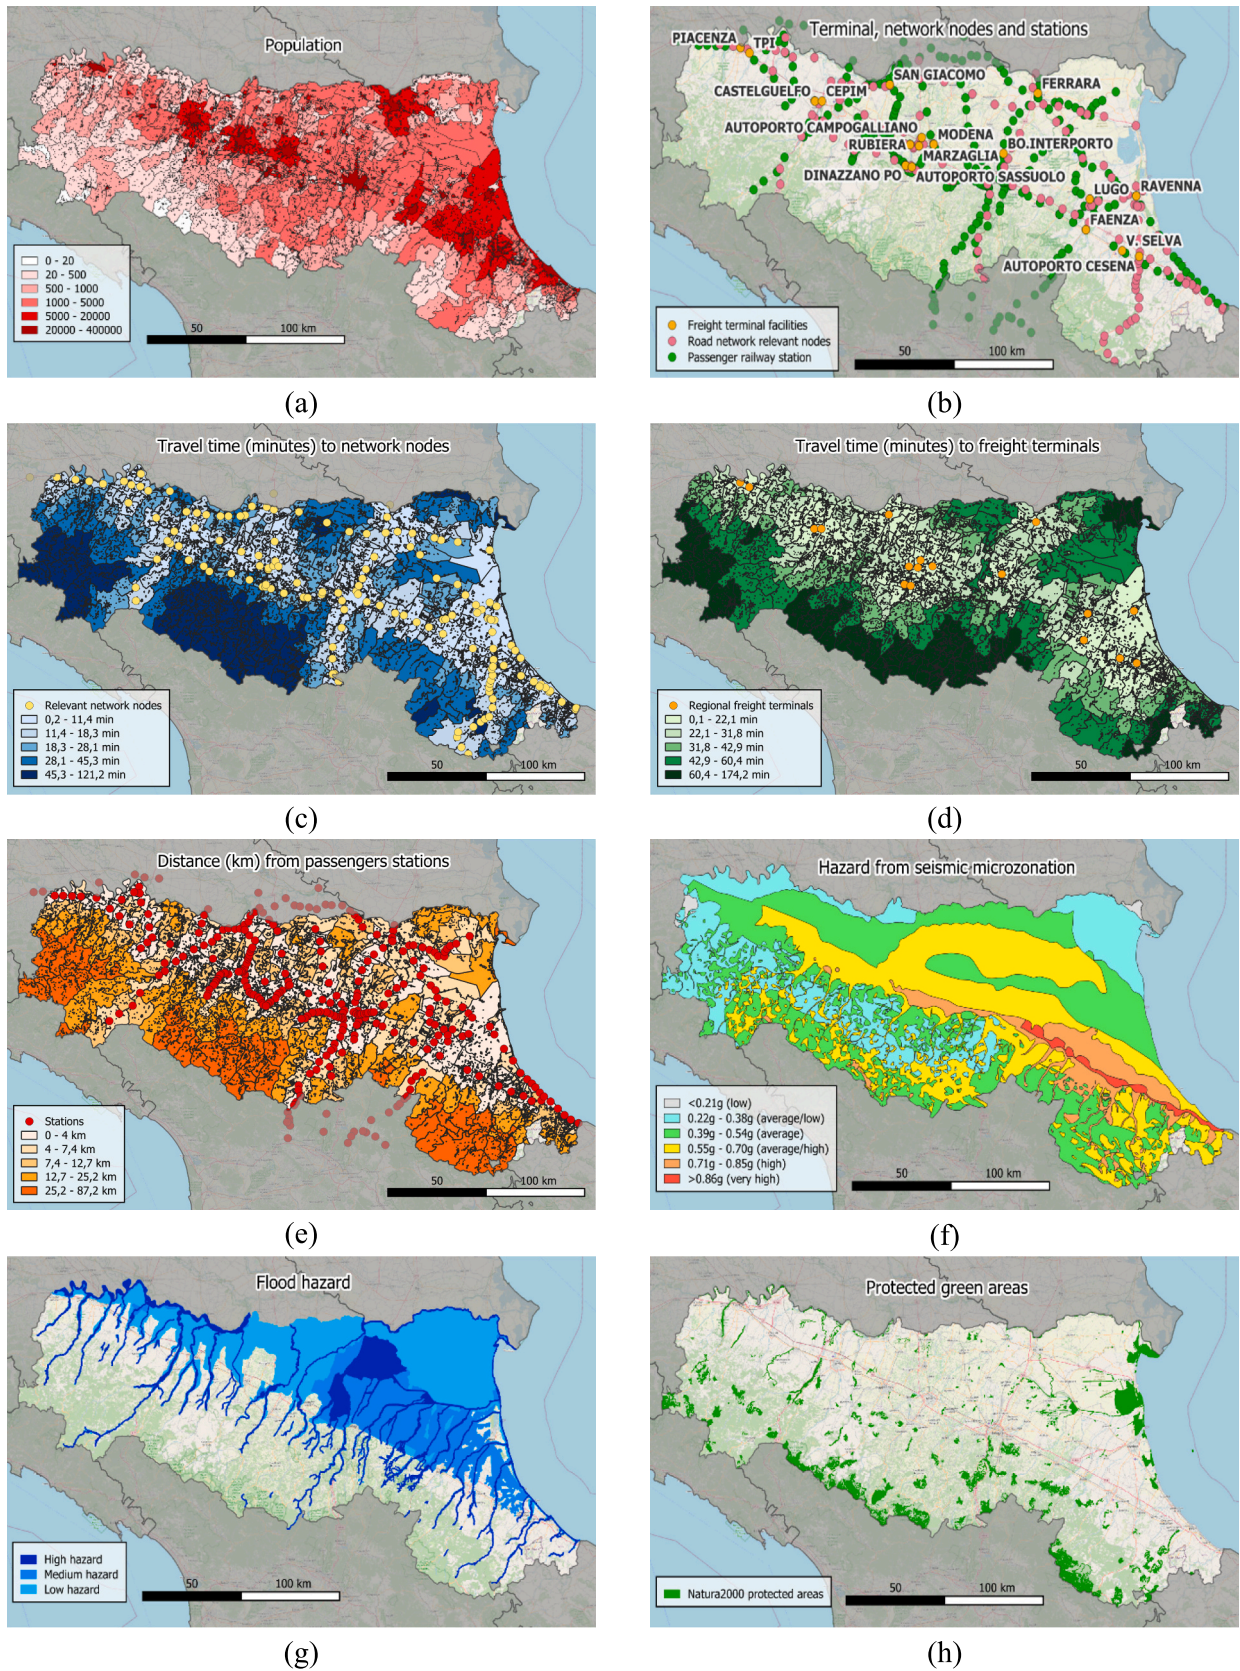 Population
0 - 20
20 - 500
500 - 1000
1000 - 5000
5000 - 20000
20000 - 400000
50
100 km
(a)
Terminal, network nodes and stations
PIACENZA
TPI
SAN GIACOMO
FERRARA
CASTELGUELFO
CEPIM
AUTOPORTO CAMPOGALLIANO
MODENA
RUBIERA
BO.INTERPORTO
MARZAGLIA
DINAZZANO PO
AUTOPORTO SASSUOLO
LUGO
RAVENNA
FAENZA
V. SELVA
AUTOPORTO CESENA
Freight terminal facilities
Road network relevant nodes
Passenger railway station
50
100 km
(b)
Travel time (minutes) to network nodes
Relevant network nodes
0,2 - 11,4 min
11,4 - 18,3 min
18,3 - 28,1 min
28,1 - 45,3 min
45,3 - 121,2 min
50
100 km
(c)
Travel time (minutes) to freight terminals
Regional freight terminals
0,1 - 22,1 min
22,1 - 31,8 min
31,8 - 42,9 min
42,9 - 60,4 min
60,4 - 174,2 min
50
100 km
(d)
Distance (km) from passengers stations
Stations
0 - 4 km
4 - 7,4 km
7,4 - 12,7 km
12,7 - 25,2 km
25,2 - 87,2 km
50
100 km
(e)
Hazard from seismic microzonation
<0.21g (low)
0.22g - 0.38g (average/low)
0.39g - 0.54g (average)
0.55g - 0.70g (average/high)
0.71g - 0.85g (high)
>0.86g (very high)
50
100 km
(f)
Flood hazard
High hazard
Medium hazard
Low hazard
50
100 km
(g)
Protected green areas
Natura2000 protected areas
50
100 km
(h)